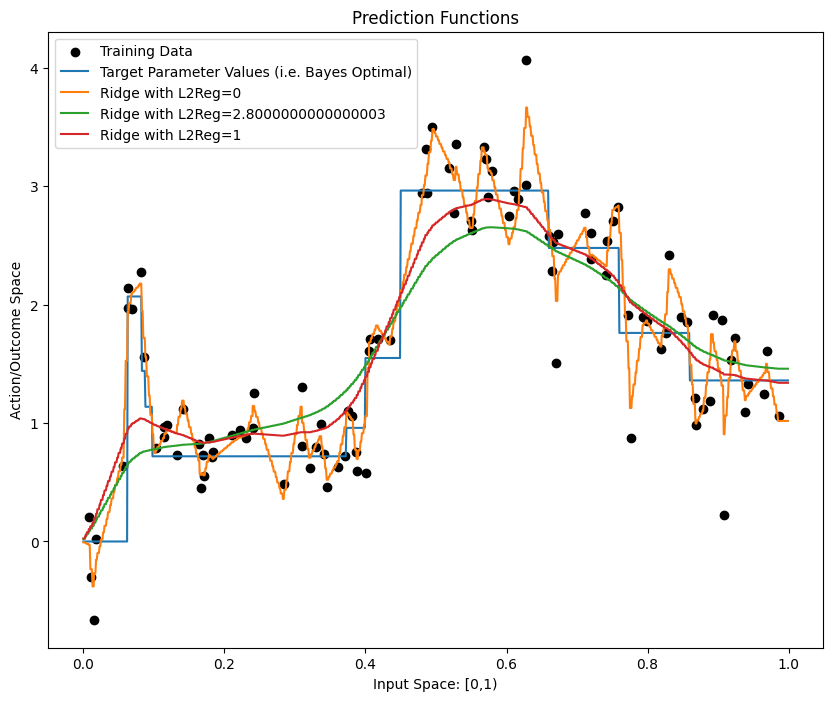 Prediction Functions
Training Data
Target Parameter Values (i.e. Bayes Optimal)
Ridge with L2Reg=0
Ridge with L2Reg=2.8000000000000003
Ridge with L2Reg=1
Action/Outcome Space
4
3
2
1
0
0.0 0.2 0.4 0.6 0.8 1.0
Input Space: [0,1)